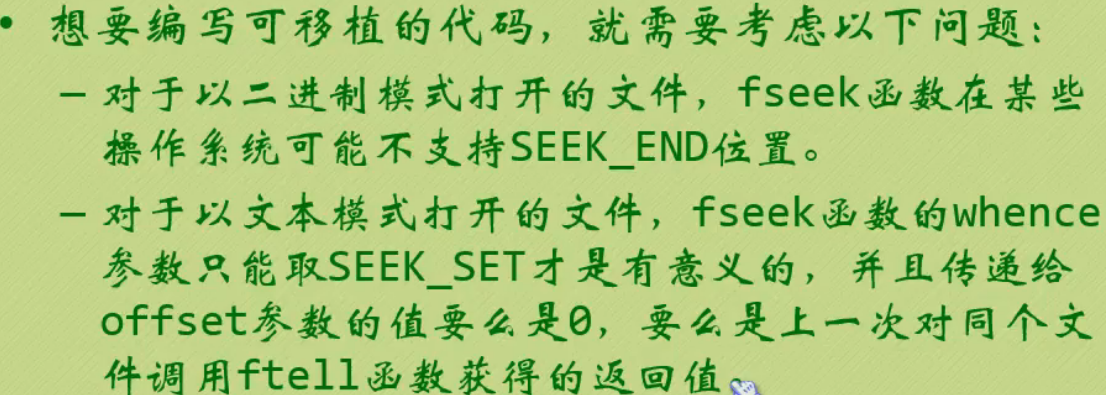 • 想要编写可移植的代码，就需要考虑以下问题：
– 对于以二进制模式打开的文件，fseek函数在某些
操作系统可能不支持SEEK_END位置。
– 对于以文本模式打开的文件，fseek函数的whence
参数只能取SEEK_SET才是有意义的，并且传递给
offset参数的值要么是0，要么是上一次对同个文
件调用ftell函数获得的返回值。